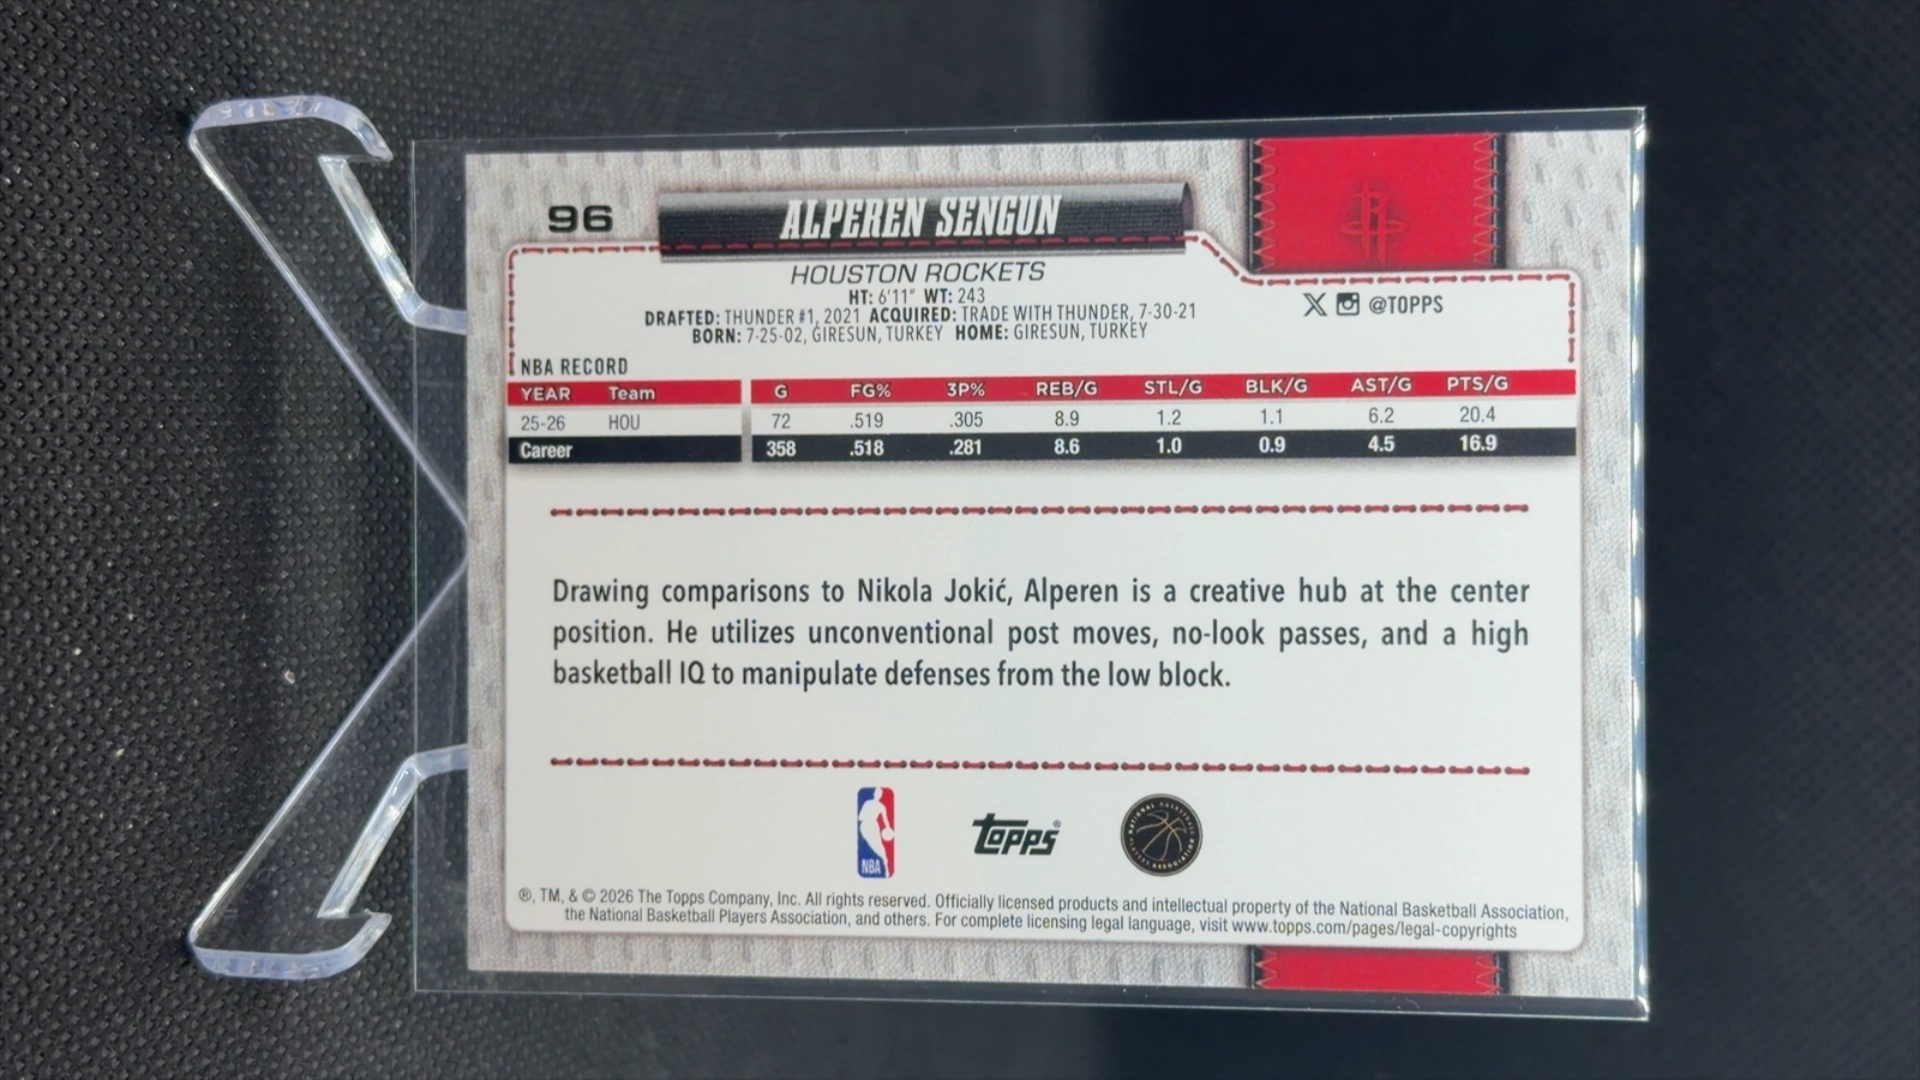 96
ALPEREN SENGUN
HOUSTON ROCKETS
HT: 6'11" WT: 243
DRAFTED: THUNDER #1, 2021 ACQUIRED: TRADE WITH THUNDER, 7-30-21
BORN: 7-25-02, GIRESUN, TURKEY HOME: GIRESUN, TURKEY
@TOPPS
NBA RECORD
YEAR Team G FG% 3P% REB/G STL/G BLK/G AST/G PTS/G
25-26 HOU 72 .519 .305 8.9 1.2 1.1 6.2 20.4
Career 358 .518 .281 8.6 1.0 0.9 4.5 16.9
Drawing comparisons to Nikola Jokić, Alperen is a creative hub at the center
position. He utilizes unconventional post moves, no-look passes, and a high
basketball IQ to manipulate defenses from the low block.
NBA
Topps®
NATIONAL BASKETBALL PLAYERS ASSOCIATION
®, TM, & © 2026 The Topps Company, Inc. All rights reserved. Officially licensed products and intellectual property of the National Basketball Association,
the National Basketball Players Association, and others. For complete licensing legal language, visit www.topps.com/pages/legal-copyrights